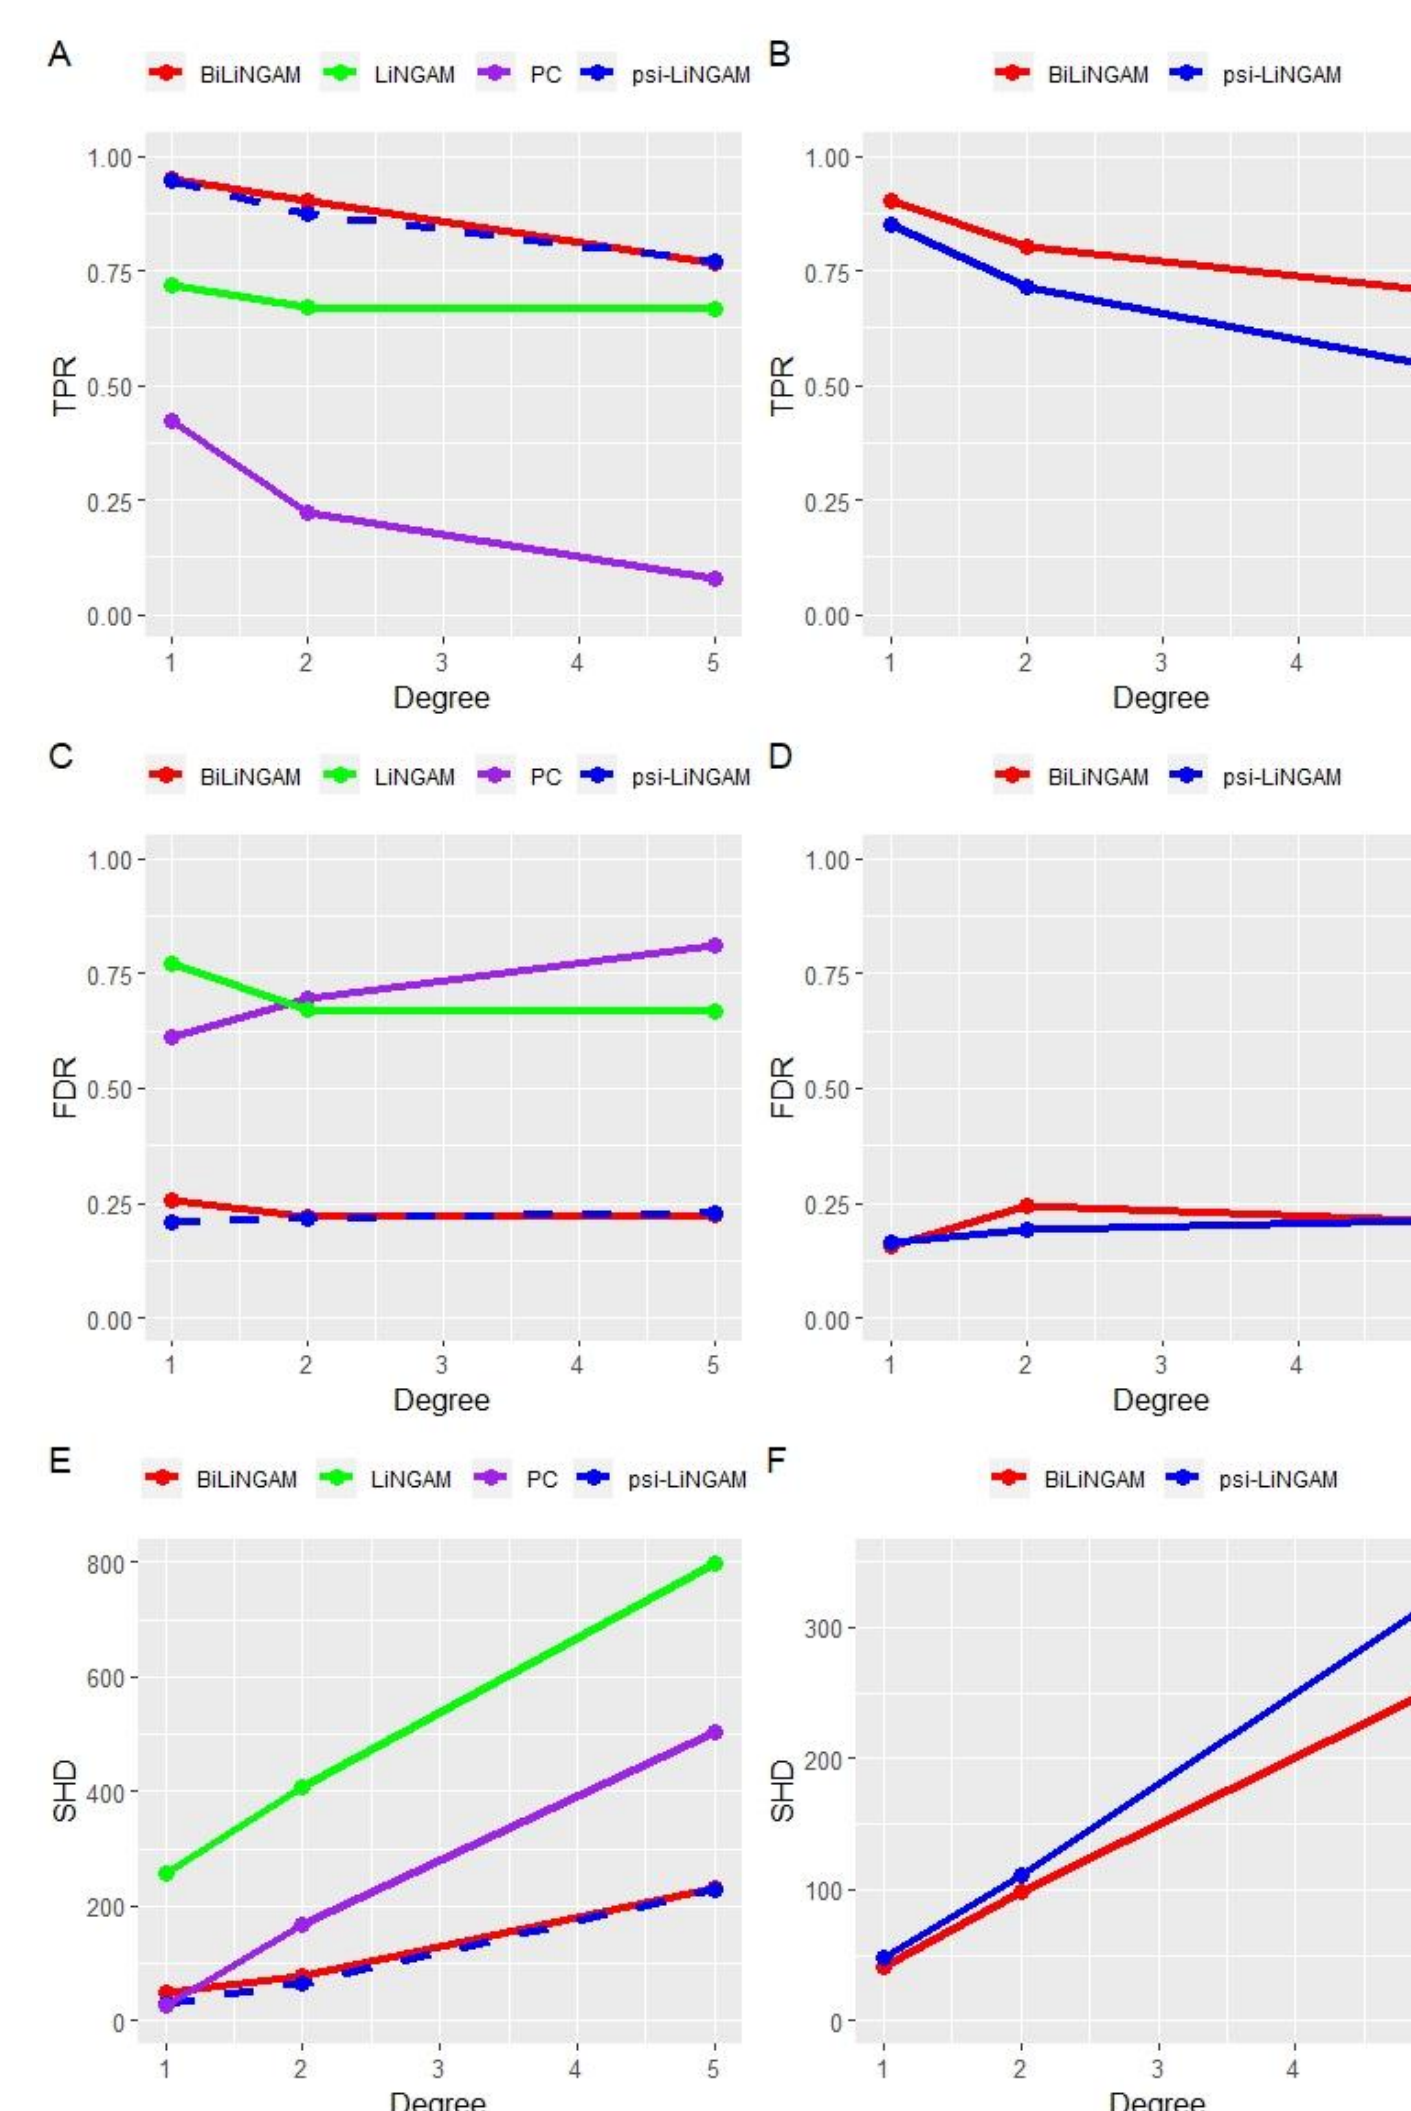 A BiLiNGAM LiNGAM PC psi-LiNGAM
1.00
0.75
0.50
0.25
0.00
TPR
1 2 3 4 5
Degree
B BiLiNGAM psi-LiNGAM
1.00
0.75
0.50
0.25
0.00
TPR
1 2 3 4
Degree
C BiLiNGAM LiNGAM PC psi-LiNGAM
1.00
0.75
0.50
0.25
0.00
FDR
1 2 3 4 5
Degree
D BiLiNGAM psi-LiNGAM
1.00
0.75
0.50
0.25
0.00
FDR
1 2 3 4
Degree
E BiLiNGAM LiNGAM PC psi-LiNGAM
800
600
400
200
0
SHD
1 2 3 4 5
Degree
F BiLiNGAM psi-LiNGAM
300
200
100
0
SHD
1 2 3 4
Degree